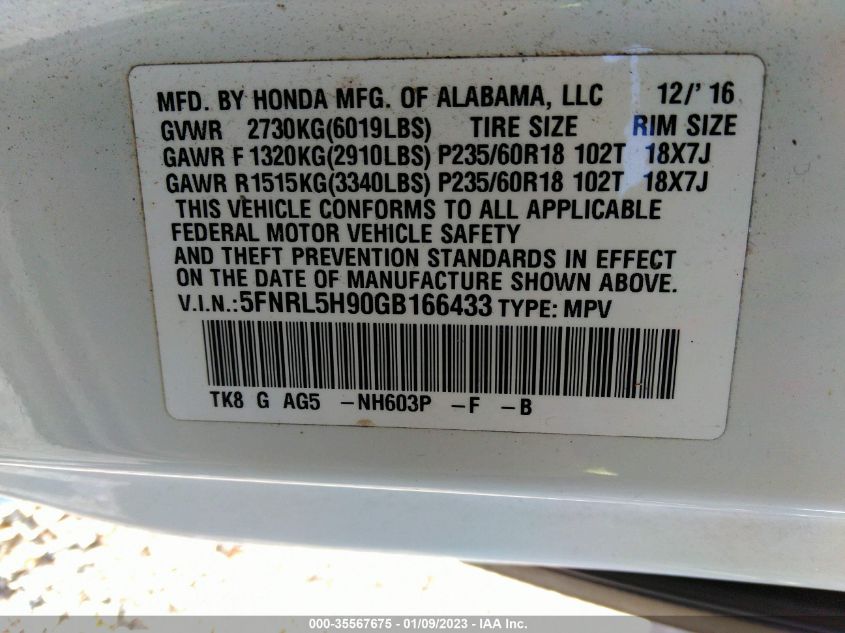 MFD. BY HONDA MFG. OF ALABAMA, LLC 12/' 16
GVWR 2730KG(6019LBS) TIRE SIZE RIM SIZE
GAWR F1320KG(2910LBS) P235/60R18 102T 18X7J
GAWR R1515KG(3340LBS) P235/60R18 102T 18X7J
THIS VEHICLE CONFORMS TO ALL APPLICABLE
FEDERAL MOTOR VEHICLE SAFETY
AND THEFT PREVENTION STANDARDS IN EFFECT
ON THE DATE OF MANUFACTURE SHOWN ABOVE.
V.I.N.:5FNRL5H90GB166433 TYPE: MPV
TK8 G AG5 -NH603P -F -B
000-35567675 - 01/09/2023 - IAA Inc.